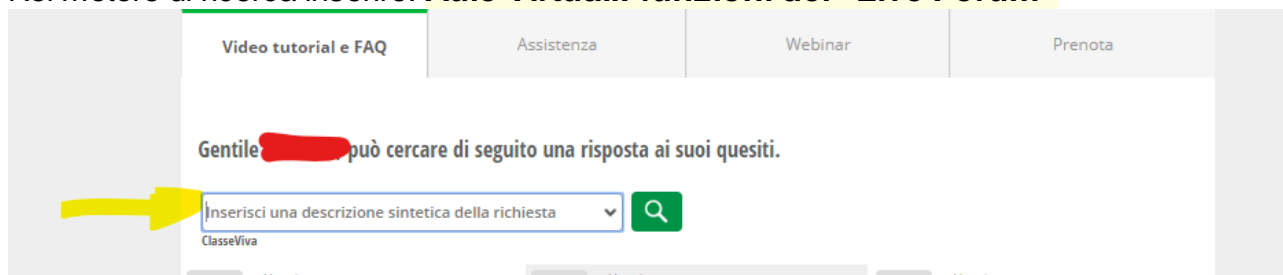 Video tutorial e FAQ
Assistenza
Webinar
Prenota
Gentile può cercare di seguito una risposta ai suoi quesiti.
Inserisci una descrizione sintetica della richiesta
ClasseViva